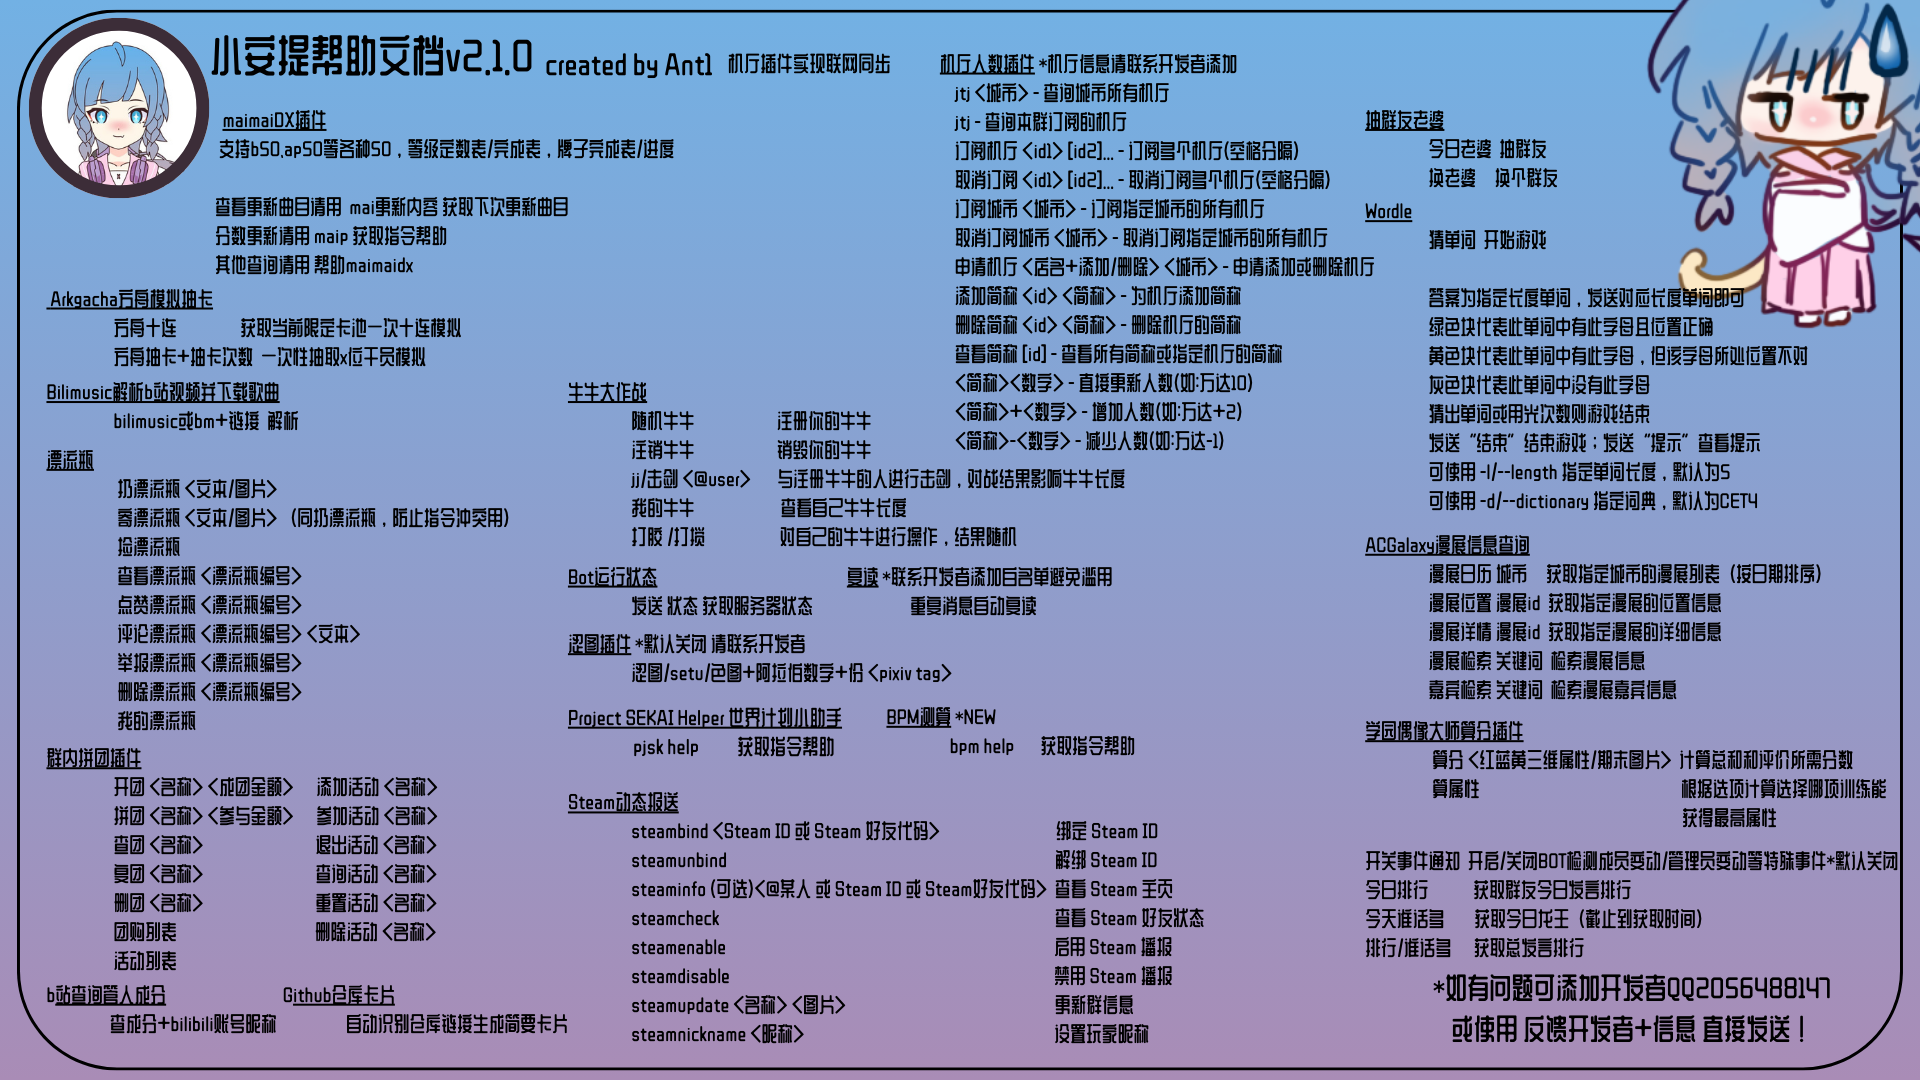 小安提帮助文档v2.1.0 created by Ant1 机厅插件实现联网同步
maimaiDX插件
支持b50,ap50等各种50，等级定数表/完成表，牌子完成表/进度
查看更新曲目请用 mai更新内容 获取下次更新曲目
分数更新请用 maip 获取指令帮助
其他查询请用 帮助maimaidx
Arkgacha方舟模拟抽卡
方舟十连 获取当前限定卡池一次十连模拟
方舟抽卡+抽卡次数 一次性抽取x位干员模拟
Bilimusic解析b站视频并下载歌曲
bilimusic或bm+链接 解析
漂流瓶
扔漂流瓶 <文本/图片>
寄漂流瓶 <文本/图片> （同扔漂流瓶，防止指令冲突用）
捡漂流瓶
查看漂流瓶 <漂流瓶编号>
点赞漂流瓶 <漂流瓶编号>
评论漂流瓶 <漂流瓶编号> <文本>
举报漂流瓶 <漂流瓶编号>
删除漂流瓶 <漂流瓶编号>
我的漂流瓶
群内拼团插件
开团 <名称> <成团金额> 添加活动 <名称>
拼团 <名称> <参与金额> 参加活动 <名称>
查团 <名称> 退出活动 <名称>
复团 <名称> 查询活动 <名称>
删团 <名称> 重置活动 <名称>
团购列表 删除活动 <名称>
活动列表
b站查询管人成分
查成分+bilibili账号昵称
Github仓库卡片
自动识别仓库链接生成简要卡片
机厅人数插件 *机厅信息请联系开发者添加
jtj <城市> - 查询城市所有机厅
jtj - 查询本群订阅的机厅
订阅机厅 <id1> [id2]... - 订阅多个机厅(空格分隔)
取消订阅 <id1> [id2]... - 取消订阅多个机厅(空格分隔)
订阅城市 <城市> - 订阅指定城市的所有机厅
取消订阅城市 <城市> - 取消订阅指定城市的所有机厅
申请机厅 <店名+添加/删除> <城市> - 申请添加或删除机厅
添加简称 <id> <简称> - 为机厅添加简称
删除简称 <id> <简称> - 删除机厅的简称
查看简称 [id] - 查看所有简称或指定机厅的简称
<简称><数字> - 直接更新人数(如:万达10)
<简称>+<数字> - 增加人数(如:万达+2)
<简称>-<数字> - 减少人数(如:万达-1)
牛牛大作战
随机牛牛 注册你的牛牛
注销牛牛 销毁你的牛牛
jj/击剑 <@user> 与注册牛牛的人进行击剑，对战结果影响牛牛长度
我的牛牛 查看自己牛牛长度
打胶 /打搅 对自己的牛牛进行操作，结果随机
Bot运行状态
发送 状态 获取服务器状态
复读 *联系开发者添加白名单避免滥用
重复消息自动复读
涩图插件 *默认关闭 请联系开发者
涩图/setu/色图+阿拉伯数字+份 <pixiv tag>
Project SEKAI Helper 世界计划小助手
pjsk help 获取指令帮助
BPM测算 *NEW
bpm help 获取指令帮助
Steam动态报送
steambind <Steam ID 或 Steam 好友代码> 绑定 Steam ID
steamunbind 解绑 Steam ID
steaminfo (可选)<@某人 或 Steam ID 或 Steam好友代码> 查看 Steam 主页
steamcheck 查看 Steam 好友状态
steamenable 启用 Steam 播报
steamdisable 禁用 Steam 播报
steamupdate <名称> <图片> 更新群信息
steamnickname <昵称> 设置玩家昵称
抽群友老婆
今日老婆 抽群友
换老婆 换个群友
Wordle
猜单词 开始游戏
答案为指定长度单词，发送对应长度单词即可
绿色块代表此单词中有此字母且位置正确
黄色块代表此单词中有此字母，但该字母所处位置不对
灰色块代表此单词中没有此字母
猜出单词或用光次数则游戏结束
发送 “结束” 结束游戏；发送 “提示” 查看提示
可使用 -l/--length 指定单词长度，默认为5
可使用 -d/--dictionary 指定词典，默认为CET4
ACGalaxy漫展信息查询
漫展日历 城市 获取指定城市的漫展列表（按日期排序）
漫展位置 漫展id 获取指定漫展的位置信息
漫展详情 漫展id 获取指定漫展的详细信息
漫展检索 关键词 检索漫展信息
嘉宾检索 关键词 检索漫展嘉宾信息
学园偶像大师算分插件
算分 <红蓝黄三维属性/期末图片> 计算总和和评价所需分数
算属性 根据选项计算选择哪项训练能
获得最高属性
开关事件通知 开启/关闭BOT检测成员变动/管理员变动等特殊事件*默认关闭
今日排行 获取群友今日发言排行
今天谁话多 获取今日龙王（截止到获取时间）
排行/谁话多 获取总发言排行
*如有问题可添加开发者QQ2056488147
或使用 反馈开发者+信息 直接发送！